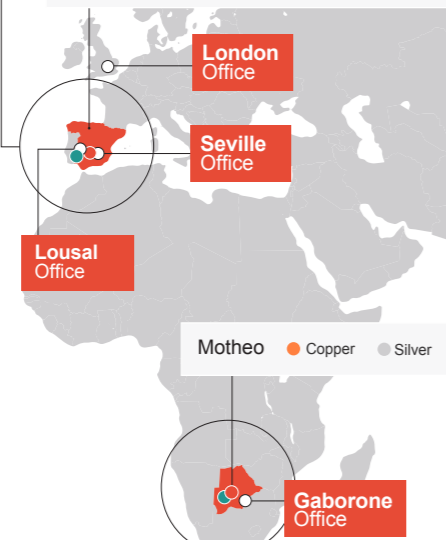 London
Office
Seville
Office
Lousal
Office
Motheo Copper Silver
Gaborone
Office